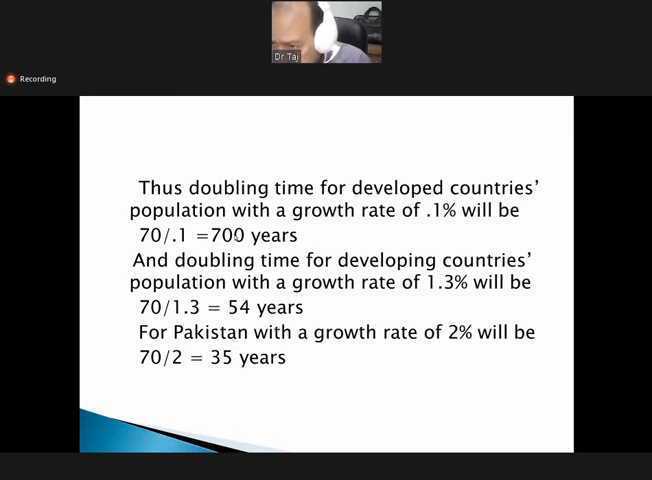 Dr Taj
Recording
Thus doubling time for developed countries’
population with a growth rate of .1% will be
70/.1 =700 years
And doubling time for developing countries’
population with a growth rate of 1.3% will be
70/1.3 = 54 years
For Pakistan with a growth rate of 2% will be
70/2 = 35 years